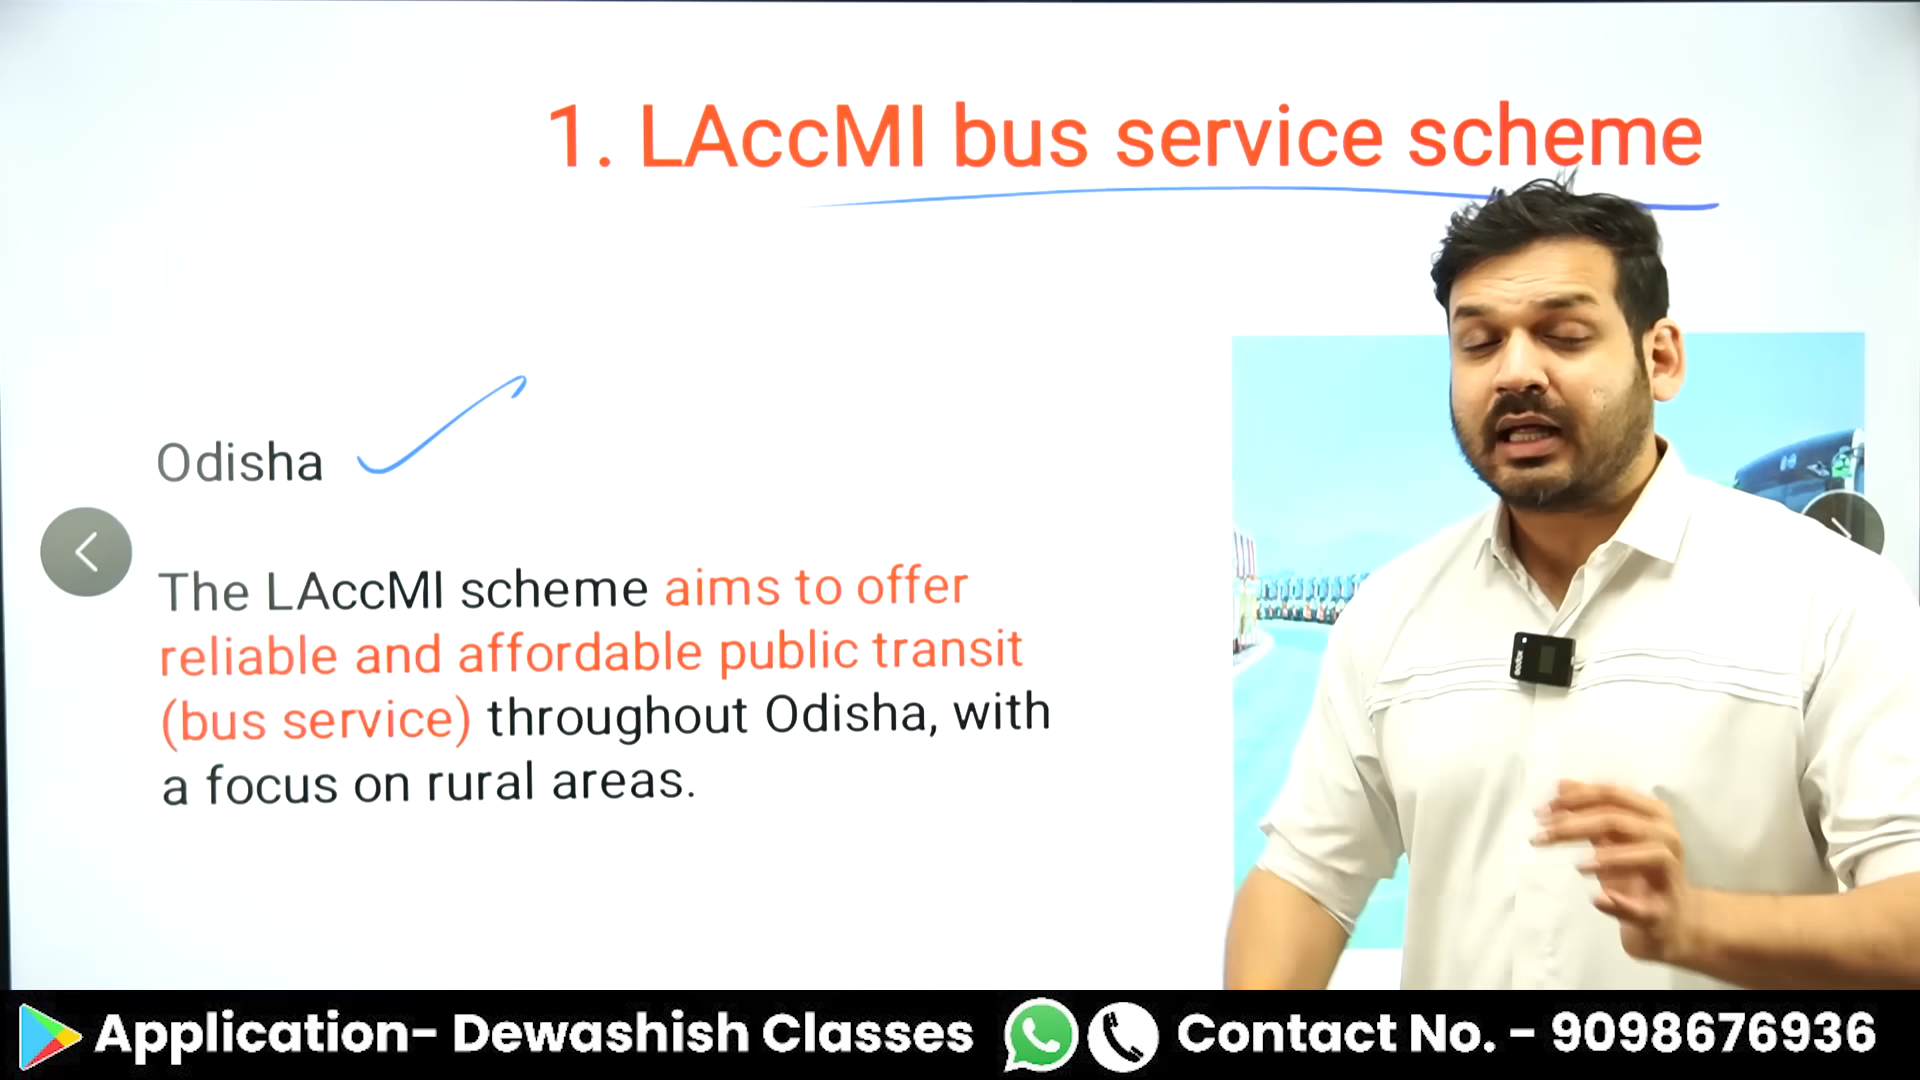 1. LAccMI bus service scheme
Odisha
The LAccMI scheme aims to offer
reliable and affordable public transit
(bus service) throughout Odisha, with
a focus on rural areas.
Godox
Application- Dewashish Classes
Contact No. - 9098676936